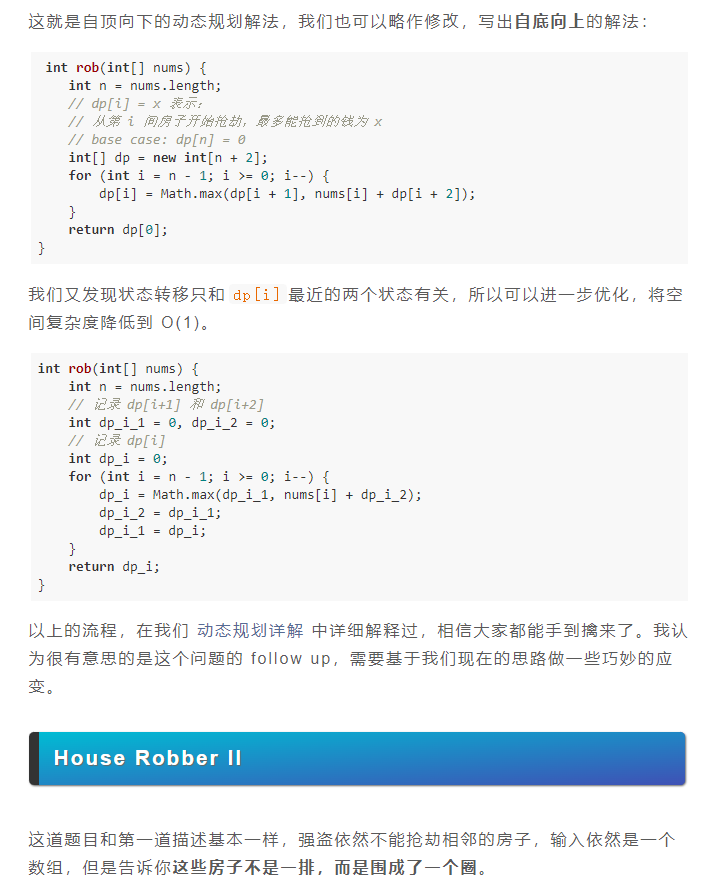 这就是自顶向下的动态规划解法，我们也可以略作修改，写出自底向上的解法：
int rob(int[] nums) {
int n = nums.length;
// dp[i] = x 表示：
// 从第 i 间房子开始抢劫，最多能抢到的钱为 x
// base case: dp[n] = 0
int[] dp = new int[n + 2];
for (int i = n - 1; i >= 0; i--) {
dp[i] = Math.max(dp[i + 1], nums[i] + dp[i + 2]);
}
return dp[0];
}
我们又发现状态转移只和 dp[i] 最近的两个状态有关，所以可以进一步优化，将空
间复杂度降低到 O(1)。
int rob(int[] nums) {
int n = nums.length;
// 记录 dp[i+1] 和 dp[i+2]
int dp_i_1 = 0, dp_i_2 = 0;
// 记录 dp[i]
int dp_i = 0;
for (int i = n - 1; i >= 0; i--) {
dp_i = Math.max(dp_i_1, nums[i] + dp_i_2);
dp_i_2 = dp_i_1;
dp_i_1 = dp_i;
}
return dp_i;
}
以上的流程，在我们 动态规划详解 中详细解释过，相信大家都能手到擒来了。我认
为很有意思的是这个问题的 follow up，需要基于我们现在的思路做一些巧妙的应
变。
House Robber II
这道题目和第一道描述基本一样，强盗依然不能抢劫相邻的房子，输入依然是一个
数组，但是告诉你这些房子不是一排，而是围成了一个圈。